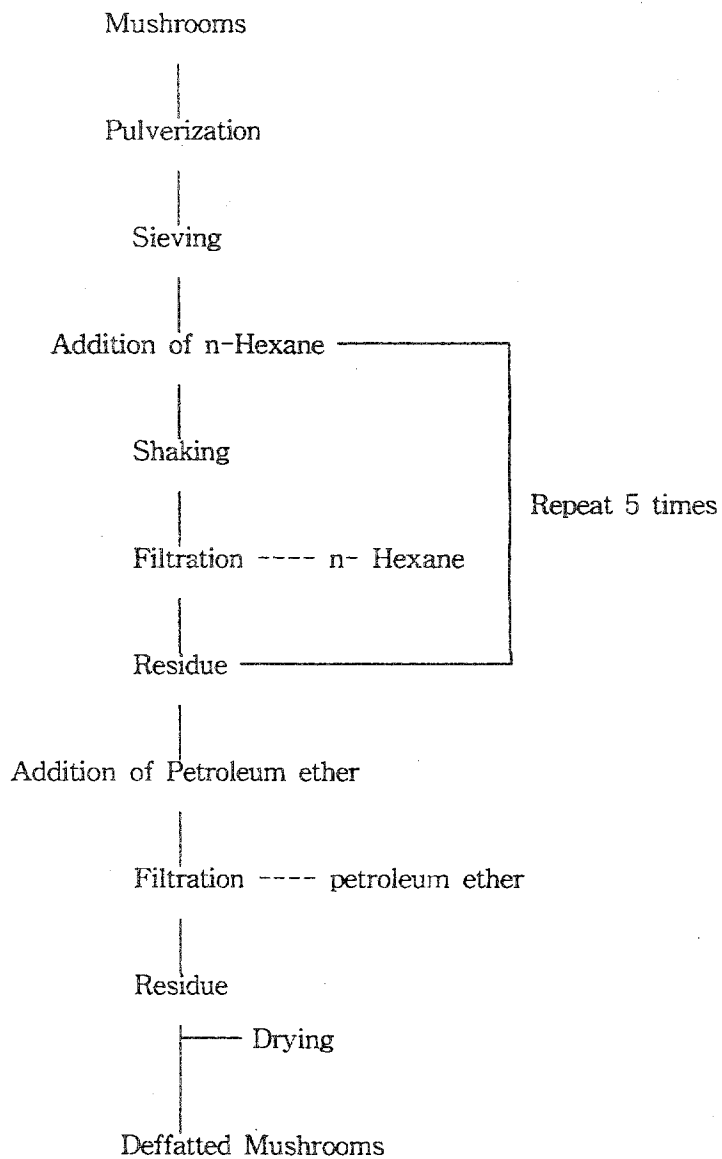 Mushrooms
Pulverization
Sieving
Addition of n-Hexane
Shaking
Repeat 5 times
Filtration ---- n- Hexane
Residue
Addition of Petroleum ether
Filtration ---- petroleum ether
Residue
Drying
Deffatted Mushrooms